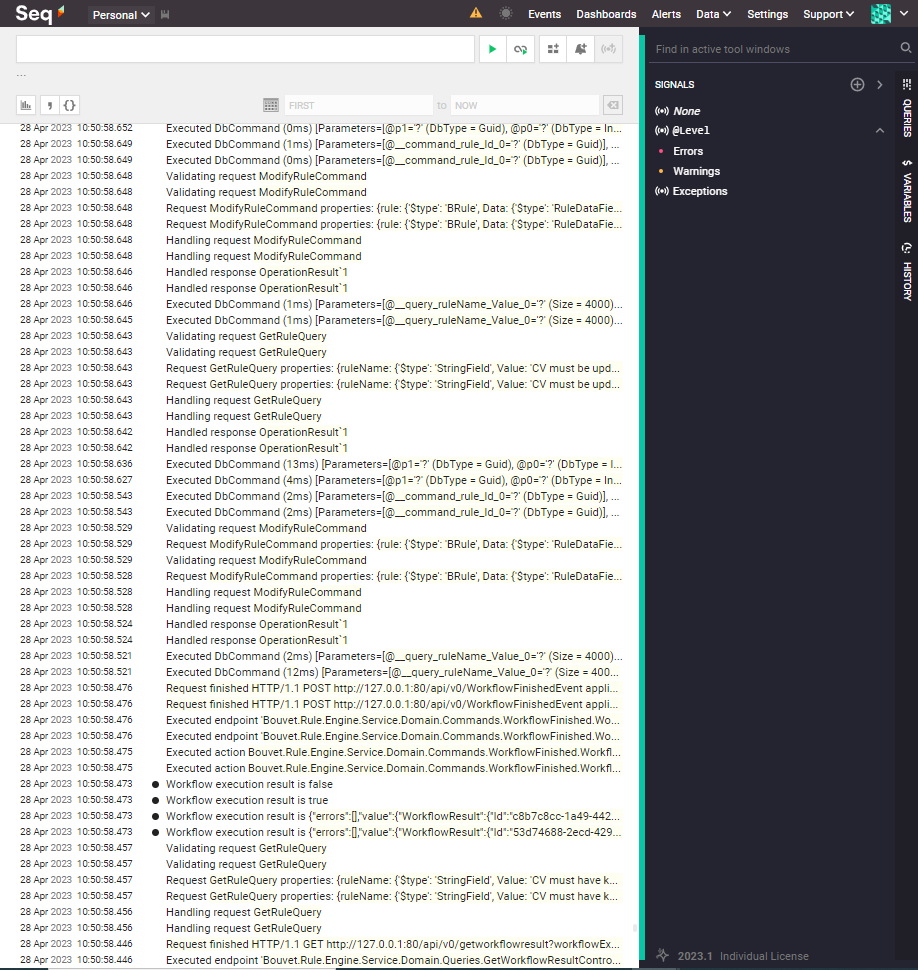 Seq Personal Events Dashboards Alerts Data Settings Support
Find in active tool windows
...
FIRST to NOW
SIGNALS
None
@Level
Errors
Warnings
Exceptions
QUERIES
$ VARIABLES
HISTORY
28 Apr 2023 10:50:58.652 Executed DbCommand (0ms) [Parameters=[@p1='?' (DbType = Guid), @p0='?' (DbType = In...
28 Apr 2023 10:50:58.649 Executed DbCommand (1ms) [Parameters=[@__command_rule_Id_0='?' (DbType = Guid)], ...
28 Apr 2023 10:50:58.649 Executed DbCommand (0ms) [Parameters=[@__command_rule_Id_0='?' (DbType = Guid)], ...
28 Apr 2023 10:50:58.648 Validating request ModifyRuleCommand
28 Apr 2023 10:50:58.648 Validating request ModifyRuleCommand
28 Apr 2023 10:50:58.648 Request ModifyRuleCommand properties: {rule: {'$type': 'BRule', Data: {'$type': 'RuleDataFie...
28 Apr 2023 10:50:58.648 Request ModifyRuleCommand properties: {rule: {'$type': 'BRule', Data: {'$type': 'RuleDataFie...
28 Apr 2023 10:50:58.648 Handling request ModifyRuleCommand
28 Apr 2023 10:50:58.648 Handling request ModifyRuleCommand
28 Apr 2023 10:50:58.646 Handled response OperationResult`1
28 Apr 2023 10:50:58.646 Handled response OperationResult`1
28 Apr 2023 10:50:58.646 Executed DbCommand (1ms) [Parameters=[@__query_ruleName_Value_0='?' (Size = 4000)...
28 Apr 2023 10:50:58.645 Executed DbCommand (1ms) [Parameters=[@__query_ruleName_Value_0='?' (Size = 4000)...
28 Apr 2023 10:50:58.643 Validating request GetRuleQuery
28 Apr 2023 10:50:58.643 Validating request GetRuleQuery
28 Apr 2023 10:50:58.643 Request GetRuleQuery properties: {ruleName: {'$type': 'StringField', Value: 'CV must be upd...
28 Apr 2023 10:50:58.643 Request GetRuleQuery properties: {ruleName: {'$type': 'StringField', Value: 'CV must be upd...
28 Apr 2023 10:50:58.643 Handling request GetRuleQuery
28 Apr 2023 10:50:58.643 Handling request GetRuleQuery
28 Apr 2023 10:50:58.642 Handled response OperationResult`1
28 Apr 2023 10:50:58.642 Handled response OperationResult`1
28 Apr 2023 10:50:58.636 Executed DbCommand (13ms) [Parameters=[@p1='?' (DbType = Guid), @p0='?' (DbType = I...
28 Apr 2023 10:50:58.627 Executed DbCommand (4ms) [Parameters=[@p1='?' (DbType = Guid), @p0='?' (DbType = In...
28 Apr 2023 10:50:58.543 Executed DbCommand (2ms) [Parameters=[@__command_rule_Id_0='?' (DbType = Guid)], ...
28 Apr 2023 10:50:58.543 Executed DbCommand (2ms) [Parameters=[@__command_rule_Id_0='?' (DbType = Guid)], ...
28 Apr 2023 10:50:58.529 Validating request ModifyRuleCommand
28 Apr 2023 10:50:58.529 Request ModifyRuleCommand properties: {rule: {'$type': 'BRule', Data: {'$type': 'RuleDataFie...
28 Apr 2023 10:50:58.529 Validating request ModifyRuleCommand
28 Apr 2023 10:50:58.528 Request ModifyRuleCommand properties: {rule: {'$type': 'BRule', Data: {'$type': 'RuleDataFie...
28 Apr 2023 10:50:58.528 Handling request ModifyRuleCommand
28 Apr 2023 10:50:58.528 Handling request ModifyRuleCommand
28 Apr 2023 10:50:58.524 Handled response OperationResult`1
28 Apr 2023 10:50:58.524 Handled response OperationResult`1
28 Apr 2023 10:50:58.521 Executed DbCommand (2ms) [Parameters=[@__query_ruleName_Value_0='?' (Size = 4000)...
28 Apr 2023 10:50:58.521 Executed DbCommand (12ms) [Parameters=[@__query_ruleName_Value_0='?' (Size = 400...
28 Apr 2023 10:50:58.476 Request finished HTTP/1.1 POST http://127.0.0.1:80/api/v0/WorkflowFinishedEvent appli...
28 Apr 2023 10:50:58.476 Request finished HTTP/1.1 POST http://127.0.0.1:80/api/v0/WorkflowFinishedEvent appli...
28 Apr 2023 10:50:58.476 Executed endpoint 'Bouvet.Rule.Engine.Service.Domain.Commands.WorkflowFinished.Wo...
28 Apr 2023 10:50:58.476 Executed endpoint 'Bouvet.Rule.Engine.Service.Domain.Commands.WorkflowFinished.Wo...
28 Apr 2023 10:50:58.475 Executed action Bouvet.Rule.Engine.Service.Domain.Commands.WorkflowFinished.Workfl...
28 Apr 2023 10:50:58.475 Executed action Bouvet.Rule.Engine.Service.Domain.Commands.WorkflowFinished.Workfl...
28 Apr 2023 10:50:58.473 Workflow execution result is false
28 Apr 2023 10:50:58.473 Workflow execution result is true
28 Apr 2023 10:50:58.473 Workflow execution result is {"errors":[],"value":{"WorkflowResult":{"Id":"c8b7c8cc-1a49-442...
28 Apr 2023 10:50:58.473 Workflow execution result is {"errors":[],"value":{"WorkflowResult":{"Id":"53d74688-2ecd-429...
28 Apr 2023 10:50:58.457 Validating request GetRuleQuery
28 Apr 2023 10:50:58.457 Validating request GetRuleQuery
28 Apr 2023 10:50:58.457 Request GetRuleQuery properties: {ruleName: {'$type': 'StringField', Value: 'CV must have k...
28 Apr 2023 10:50:58.457 Request GetRuleQuery properties: {ruleName: {'$type': 'StringField', Value: 'CV must have k...
28 Apr 2023 10:50:58.456 Handling request GetRuleQuery
28 Apr 2023 10:50:58.456 Handling request GetRuleQuery
28 Apr 2023 10:50:58.446 Request finished HTTP/1.1 GET http://127.0.0.1:80/api/v0/getworkflowresult?workflowEx...
28 Apr 2023 10:50:58.446 Executed endpoint 'Bouvet.Rule.Engine.Service.Domain.Queries.GetWorkflowResultContro...
2023.1 Individual License